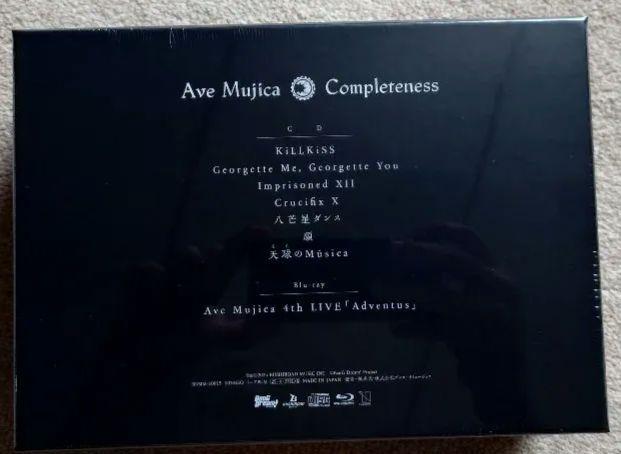 Ave Mujica Completeness
CD
KiLLKiSS
Georgette Me, Georgette You
Imprisoned XII
Crucifix X
八芒星ダンス
顔
天球のMúsica
Blu-ray
Ave Mujica 4th LIVE「Adventus」
MADE IN JAPAN